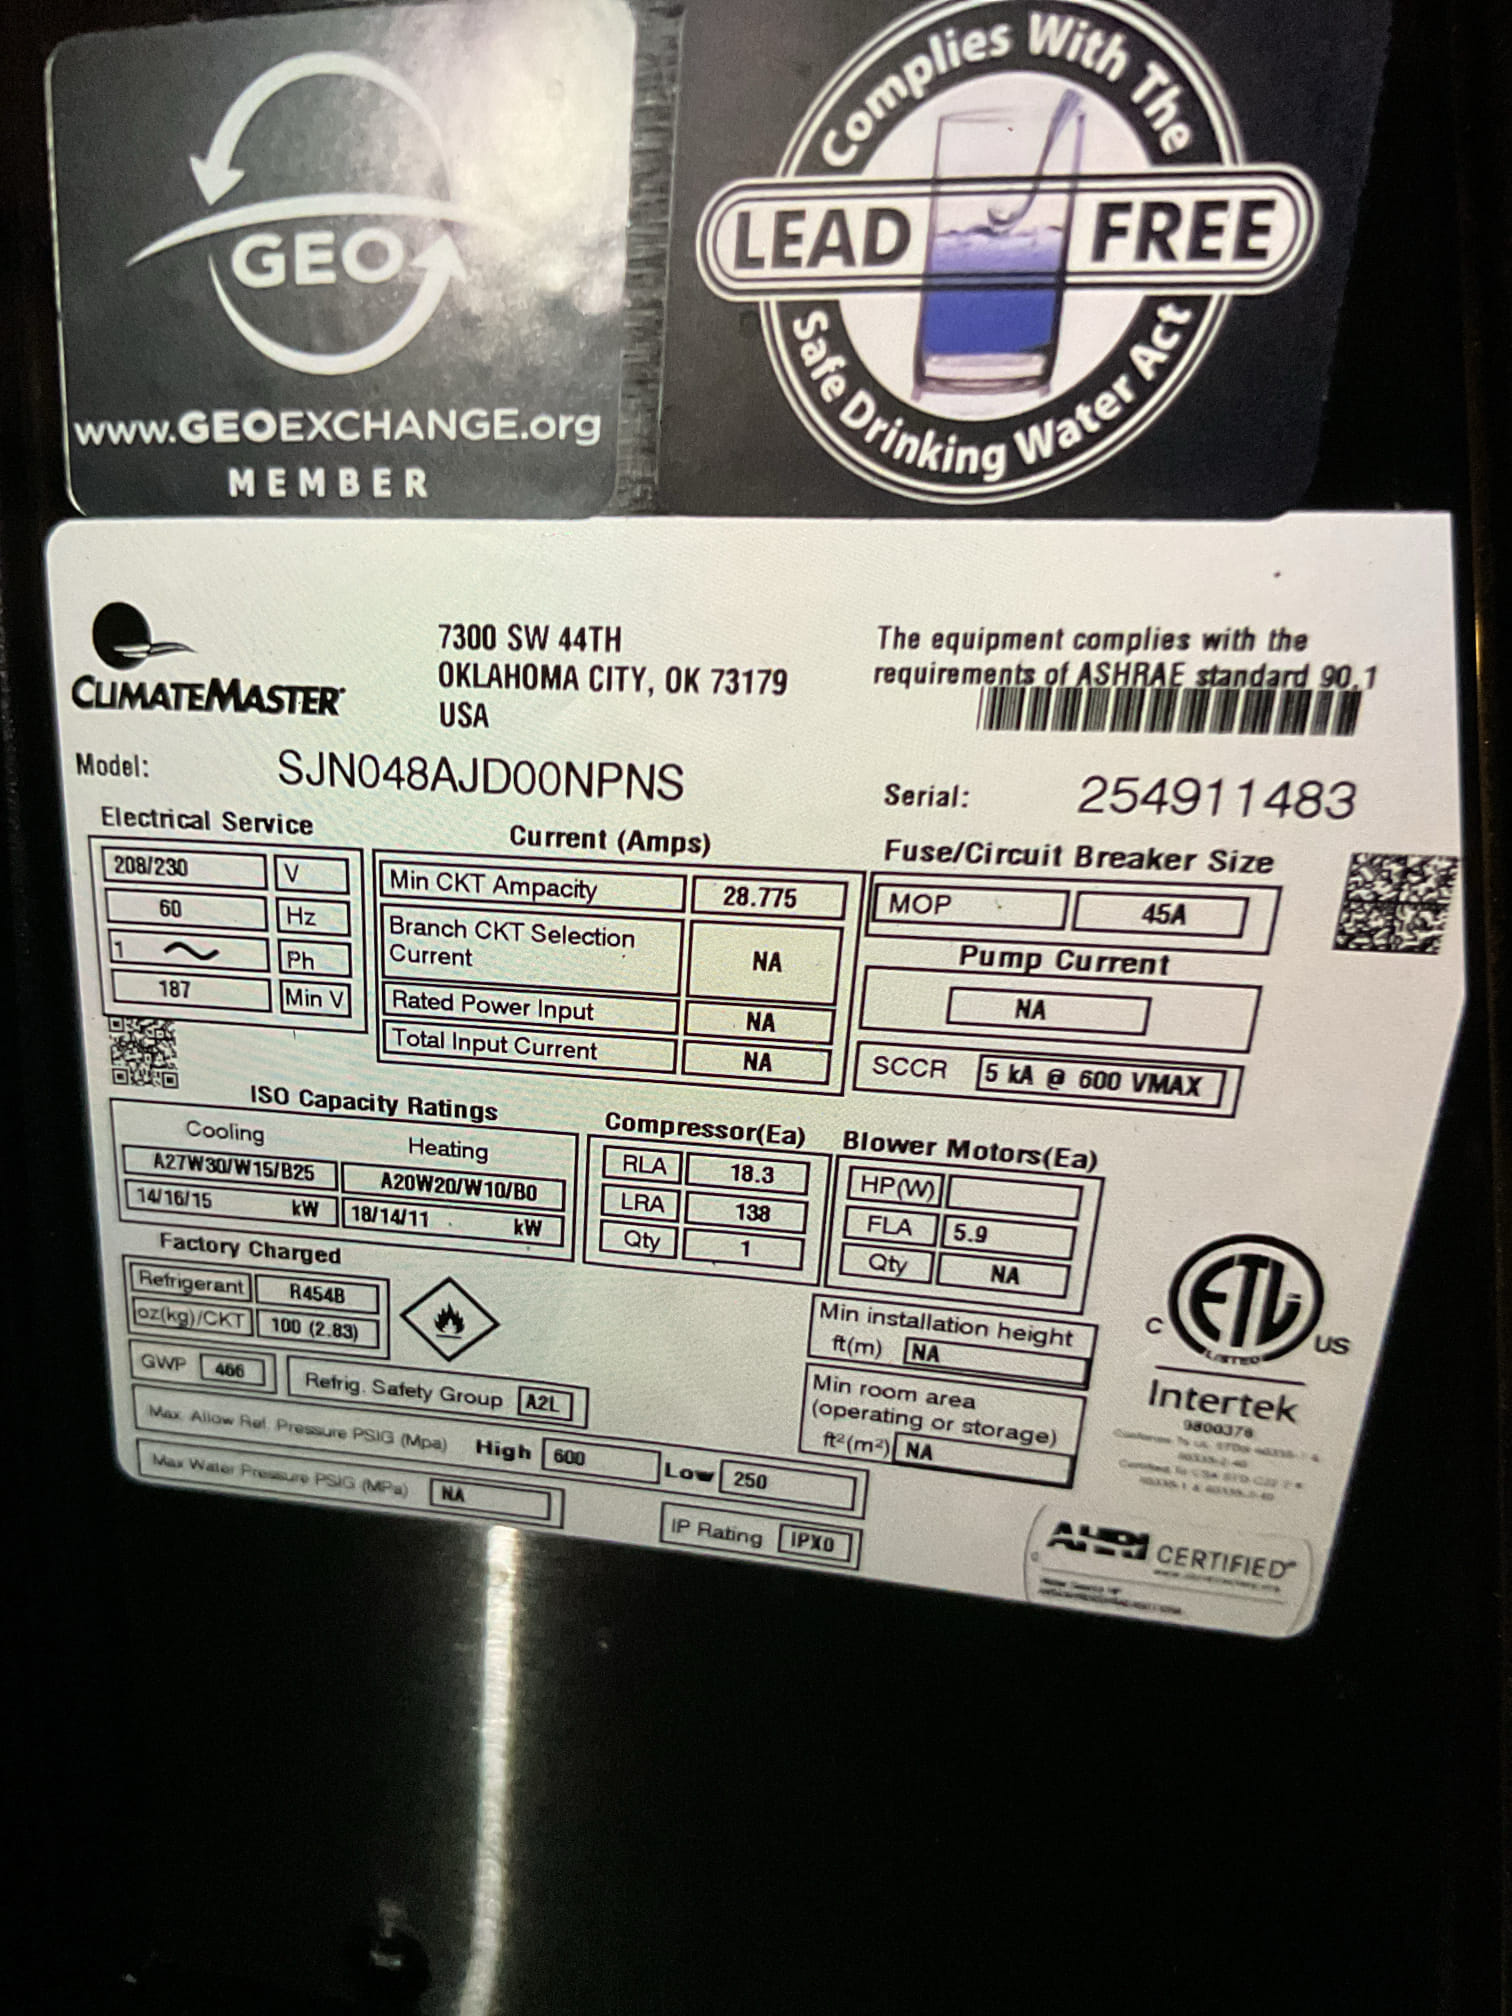 GEO
www.GEOEXCHANGE.org
MEMBER
Complies With The
LEAD FREE
Safe Drinking Water Act
CLIMATEMASTER
7300 SW 44TH
OKLAHOMA CITY, OK 73179
USA
The equipment complies with the
requirements of ASHRAE standard 90.1
Model: SJN048AJD00NPNS
Serial: 254911483
Electrical Service
208/230 V
60 Hz
1 ~ Ph
187 Min V
Current (Amps)
Min CKT Ampacity 28.775
Branch CKT Selection
Current NA
Rated Power Input NA
Total Input Current NA
Fuse/Circuit Breaker Size
MOP 45A
Pump Current
NA
SCCR 5 kA @ 600 VMAX
ISO Capacity Ratings
Cooling Heating
A27W30/W15/B25 A20W20/W10/B0
14/16/15 kW 18/14/11 kW
Compressor(Ea)
RLA 18.3
LRA 138
Qty 1
Blower Motors(Ea)
HP(W)
FLA 5.9
Qty NA
Factory Charged
Refrigerant R454B
oz(kg)/CKT 100 (2.83)
GWP 466 Refrig. Safety Group A2L
Max. Allow Ref. Pressure PSIG (Mpa) High 600 Low 250
Max Water Pressure PSIG (MPa) NA
IP Rating IPX0
Min installation height
ft(m) NA
Min room area
(operating or storage)
ft²(m²) NA
C ETL US
LISTED
Intertek
9800378
AHRI CERTIFIED